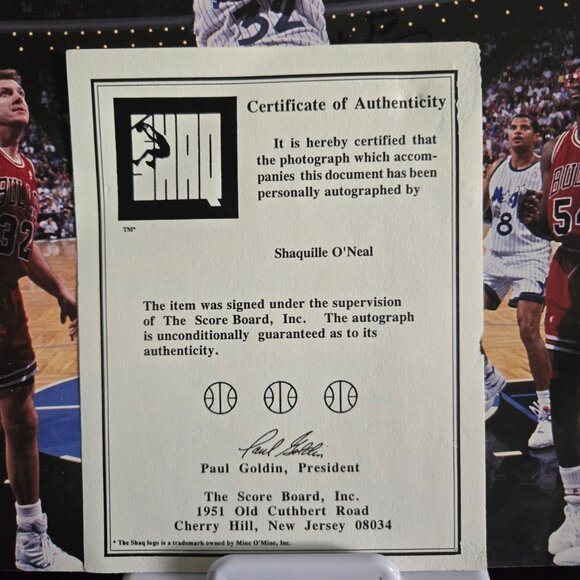 32
SHAQ
TM*
Certificate of Authenticity
It is hereby certified that
the photograph which accom-
panies this document has been
personally autographed by
Shaquille O'Neal
The item was signed under the supervision
of The Score Board, Inc. The autograph
is unconditionally guaranteed as to its
authenticity.
Paul Goldin
Paul Goldin, President
The Score Board, Inc.
1951 Old Cuthbert Road
Cherry Hill, New Jersey 08034
* The Shaq logo is a trademark owned by Mine O'Mine, Inc.
BULLS
32
Magic
8
BULLS
54